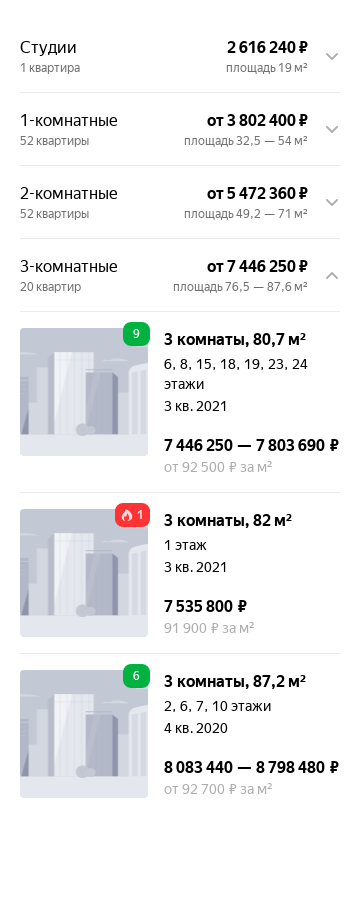 Студии
2 616 240 ₽
1 квартира
площадь 19 м²
1-комнатные
от 3 802 400 ₽
52 квартиры
площадь 32,5 — 54 м²
2-комнатные
от 5 472 360 ₽
52 квартиры
площадь 49,2 — 71 м²
3-комнатные
от 7 446 250 ₽
20 квартир
площадь 76,5 — 87,6 м²
9
3 комнаты, 80,7 м²
6, 8, 15, 18, 19, 23, 24
этажи
3 кв. 2021
7 446 250 — 7 803 690 ₽
от 92 500 ₽ за м²
1
3 комнаты, 82 м²
1 этаж
3 кв. 2021
7 535 800 ₽
91 900 ₽ за м²
6
3 комнаты, 87,2 м²
2, 6, 7, 10 этажи
4 кв. 2020
8 083 440 — 8 798 480 ₽
от 92 700 ₽ за м²